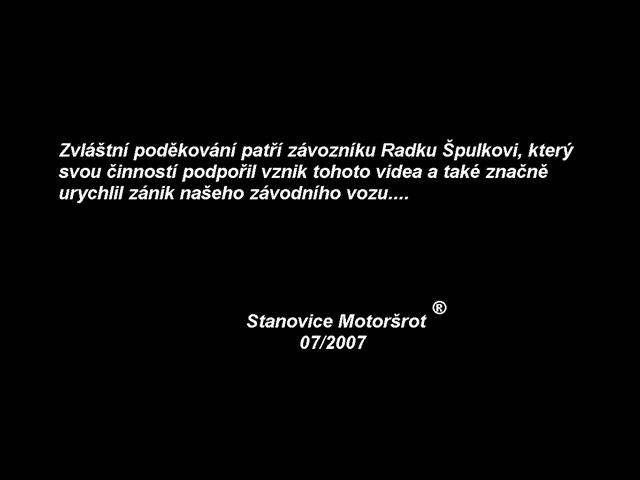 Zvláštní poděkování patří závozníku Radku Špulkovi, který
svou činností podpořil vznik tohoto videa a také značně
urychlil zánik našeho závodního vozu....
Stanovice Motoršrot ®
07/2007